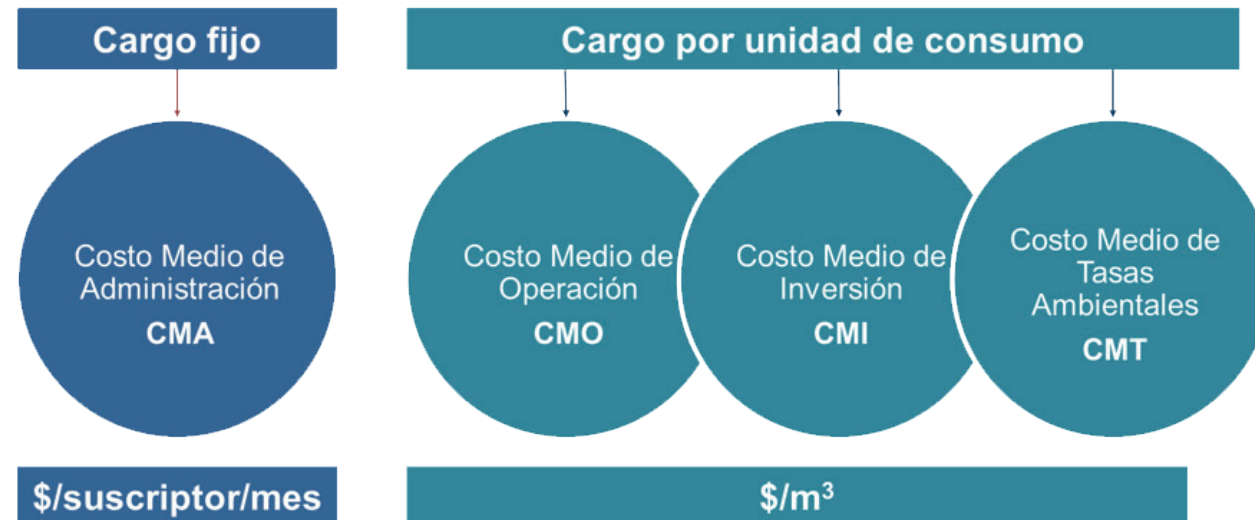 Cargo fijo
Cargo por unidad de consumo
Costo Medio de
Administración
CMA
Costo Medio de
Operación
CMO
Costo Medio de
Inversión
CMI
Costo Medio de
Tasas
Ambientales
CMT
$/suscriptor/mes
$/m³